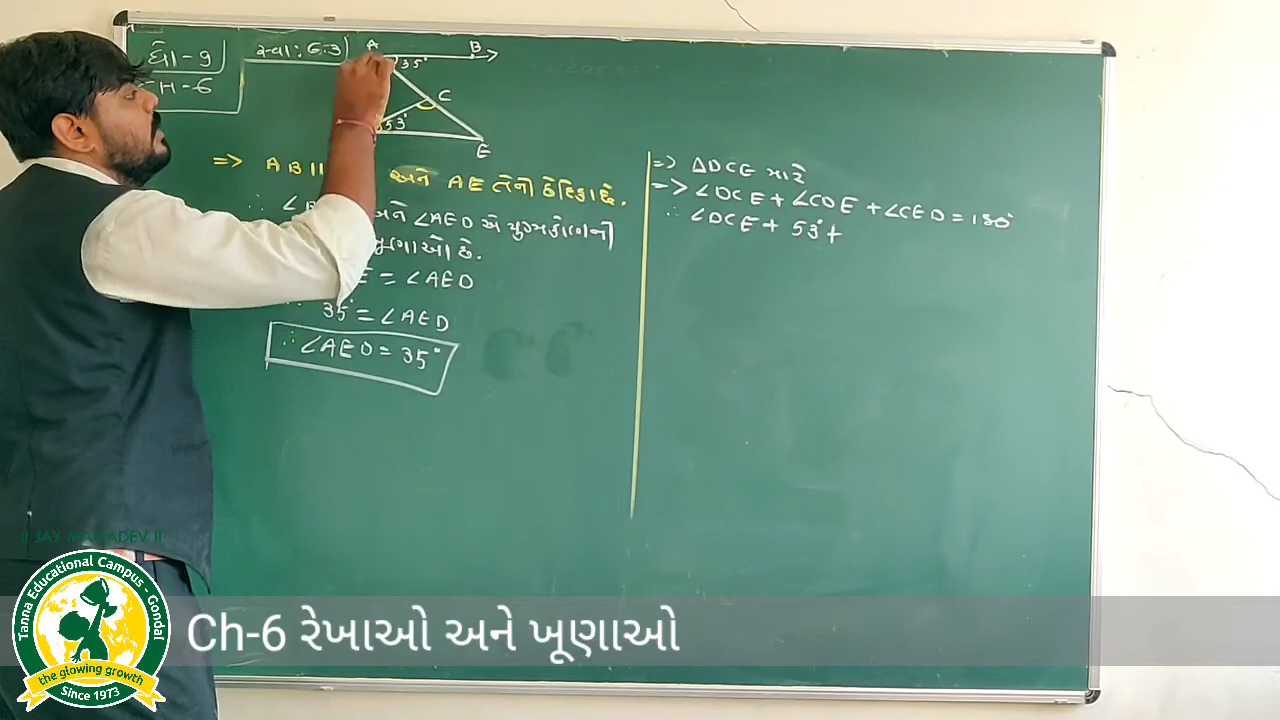 ધો-9
CH-6
સ્વા: 6.3
A
B
35°
C
53°
E
=> AB ||
અને AE તેની છેદિકા છે.
અને ∠AED એ યુગ્મકોણની
છે.
= ∠AED
35° = ∠AED
∴ ∠AED = 35°
=> ΔDCE માટે
=> ∠DCE + ∠CDE + ∠CED = 180°
∴ ∠DCE + 53° +
|| JAY MAHADEV ||
Tanna Educational Campus - Gondal
the glowing growth
Since 1973
Ch-6 રેખાઓ અને ખૂણાઓ